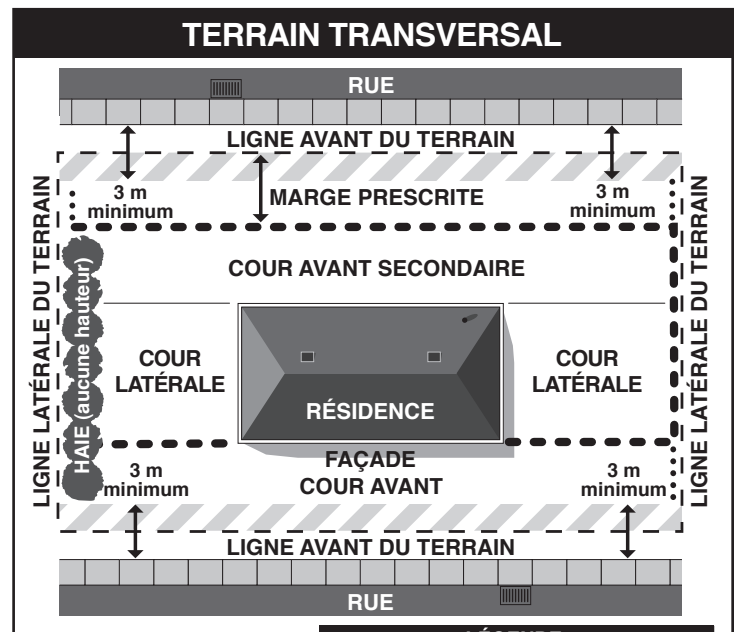 TERRAIN TRANSVERSAL
RUE
LIGNE AVANT DU TERRAIN
3 m
minimum
MARGE PRESCRITE
3 m
minimum
LIGNE LATÉRALE DU TERRAIN
HAIE (aucune hauteur)
COUR AVANT SECONDAIRE
LIGNE LATÉRALE DU TERRAIN
COUR
LATÉRALE
RÉSIDENCE
COUR
LATÉRALE
3 m
minimum
FAÇADE
COUR AVANT
3 m
minimum
LIGNE AVANT DU TERRAIN
RUE
LÉGENDE